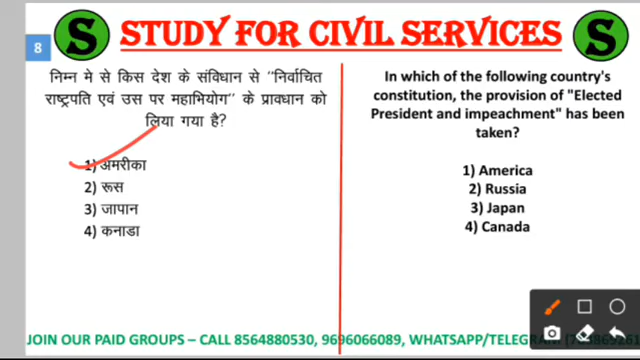 8
S STUDY FOR CIVIL SERVICES S
निम्न मे से किस देश के संविधान से "निर्वाचित
राष्ट्रपति एवं उस पर महाभियोग" के प्रावधान को
लिया गया है?
1) अमरीका
2) रूस
3) जापान
4) कनाडा
In which of the following country's
constitution, the provision of "Elected
President and impeachment" has been
taken?
1) America
2) Russia
3) Japan
4) Canada
JOIN OUR PAID GROUPS – CALL 8564880530, 9696066089, WHATSAPP/TELEGRAM